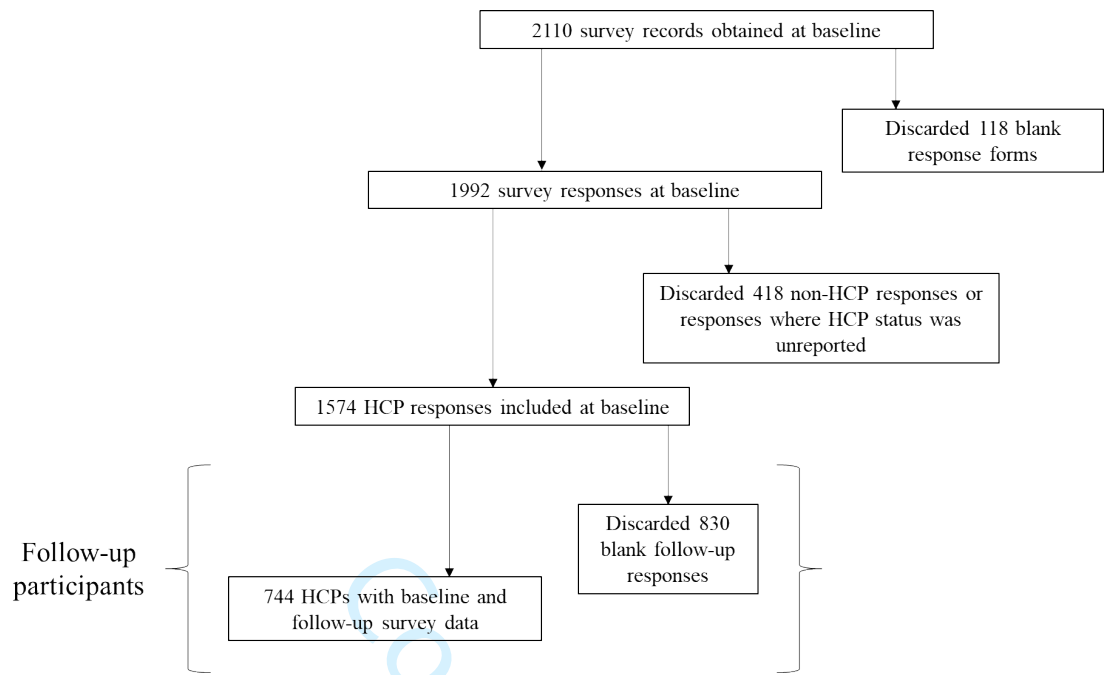 2110 survey records obtained at baseline
Discarded 118 blank
response forms
1992 survey responses at baseline
Discarded 418 non-HCP responses or
responses where HCP status was
unreported
1574 HCP responses included at baseline
Discarded 830
blank follow-up
responses
Follow-up
participants
744 HCPs with baseline and
follow-up survey data